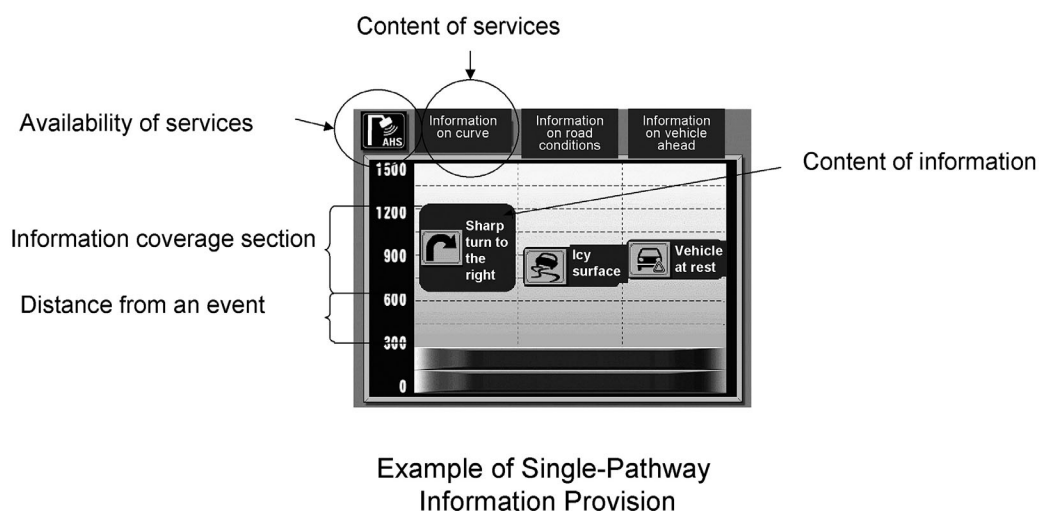 Content of services
Availability of services
AHS
Information
on curve
Information
on road
conditions
Information
on vehicle
ahead
Content of information
1500
1200
Information coverage section
900
Sharp
turn to
the
right
Icy
surface
Vehicle
at rest
Distance from an event
600
300
0
Example of Single-Pathway
Information Provision